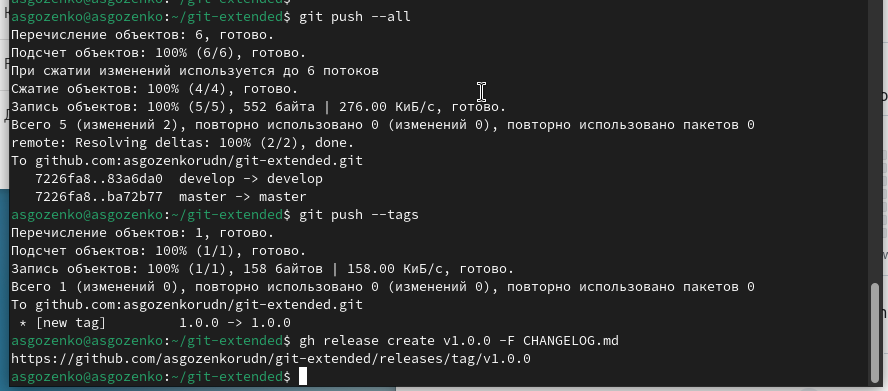 asgozenko@asgozenko:~/git-extended$ git push --all
Перечисление объектов: 6, готово.
Подсчет объектов: 100% (6/6), готово.
При сжатии изменений используется до 6 потоков
Сжатие объектов: 100% (4/4), готово.
Запись объектов: 100% (5/5), 552 байта | 276.00 КиБ/с, готово.
Всего 5 (изменений 2), повторно использовано 0 (изменений 0), повторно использовано пакетов 0
remote: Resolving deltas: 100% (2/2), done.
To github.com:asgozenkorudn/git-extended.git
   7226fa8..83a6da0  develop -> develop
   7226fa8..ba72b77  master -> master
asgozenko@asgozenko:~/git-extended$ git push --tags
Перечисление объектов: 1, готово.
Подсчет объектов: 100% (1/1), готово.
Запись объектов: 100% (1/1), 158 байтов | 158.00 КиБ/с, готово.
Всего 1 (изменений 0), повторно использовано 0 (изменений 0), повторно использовано пакетов 0
To github.com:asgozenkorudn/git-extended.git
 * [new tag]         1.0.0 -> 1.0.0
asgozenko@asgozenko:~/git-extended$ gh release create v1.0.0 -F CHANGELOG.md
https://github.com/asgozenkorudn/git-extended/releases/tag/v1.0.0
asgozenko@asgozenko:~/git-extended$